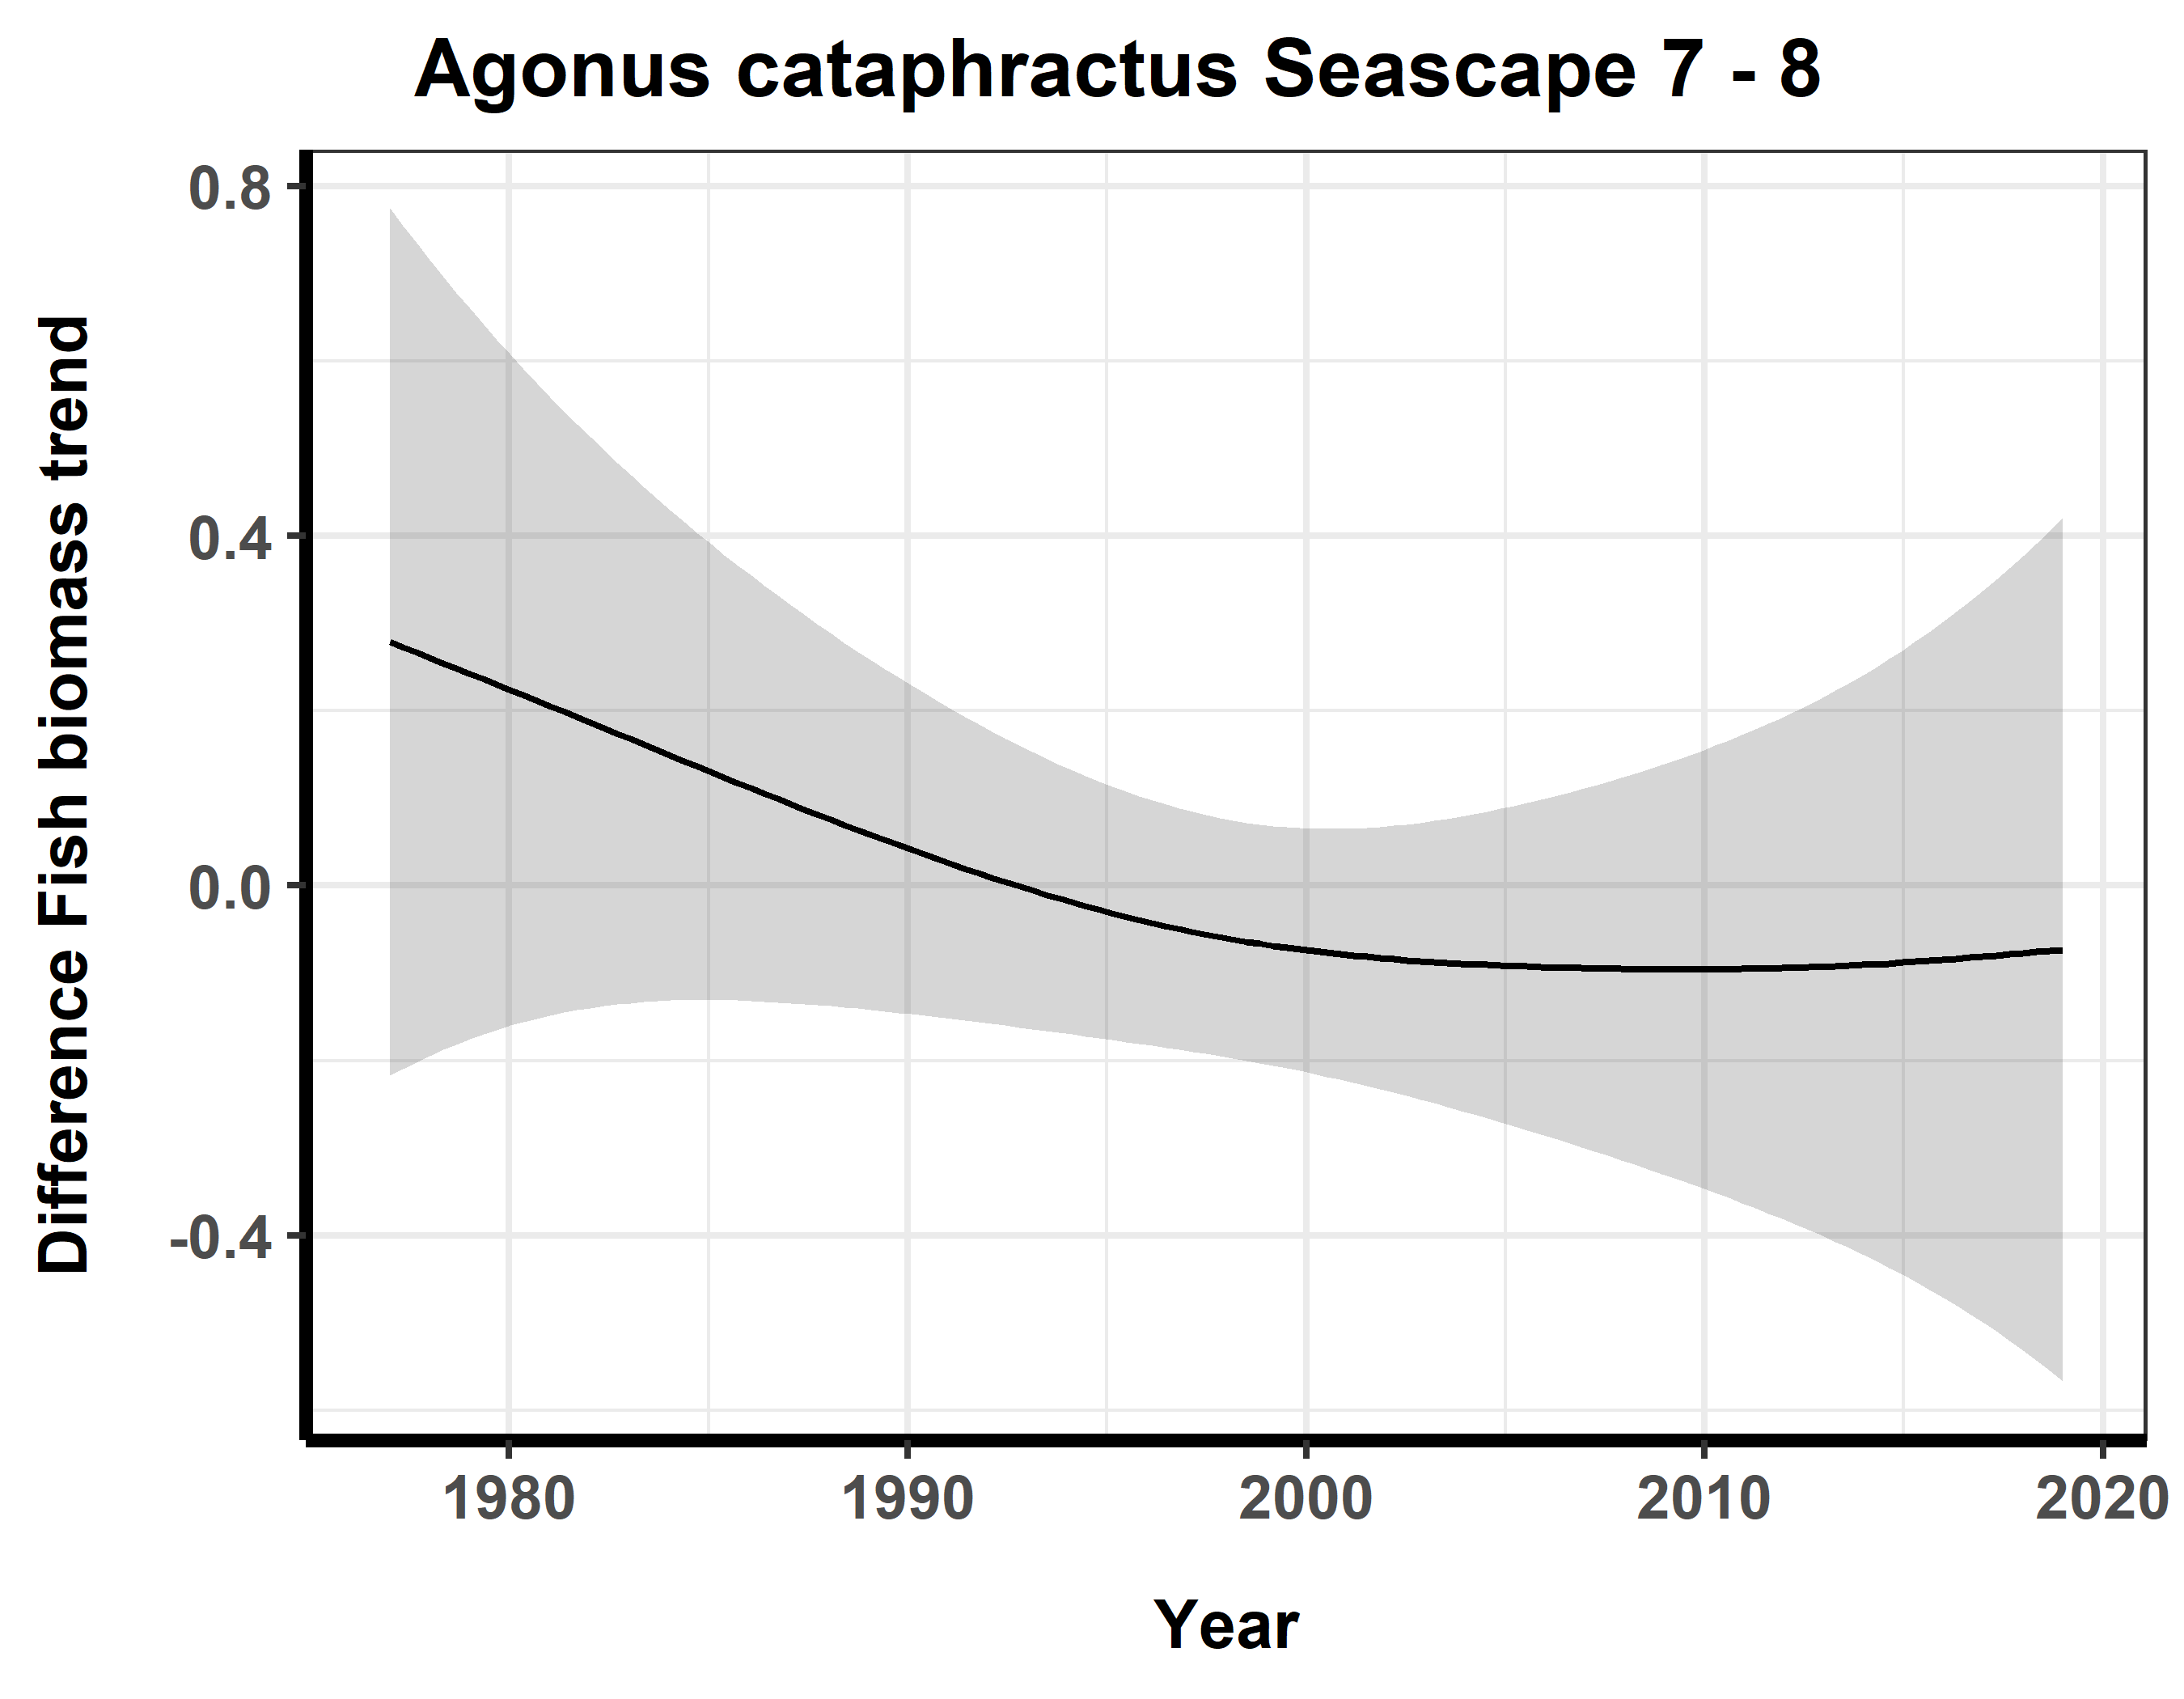 Agonus cataphractus Seascape 7 - 8
Difference Fish biomass trend
0.8
0.4
0.0
-0.4
1980 1990 2000 2010 2020
Year